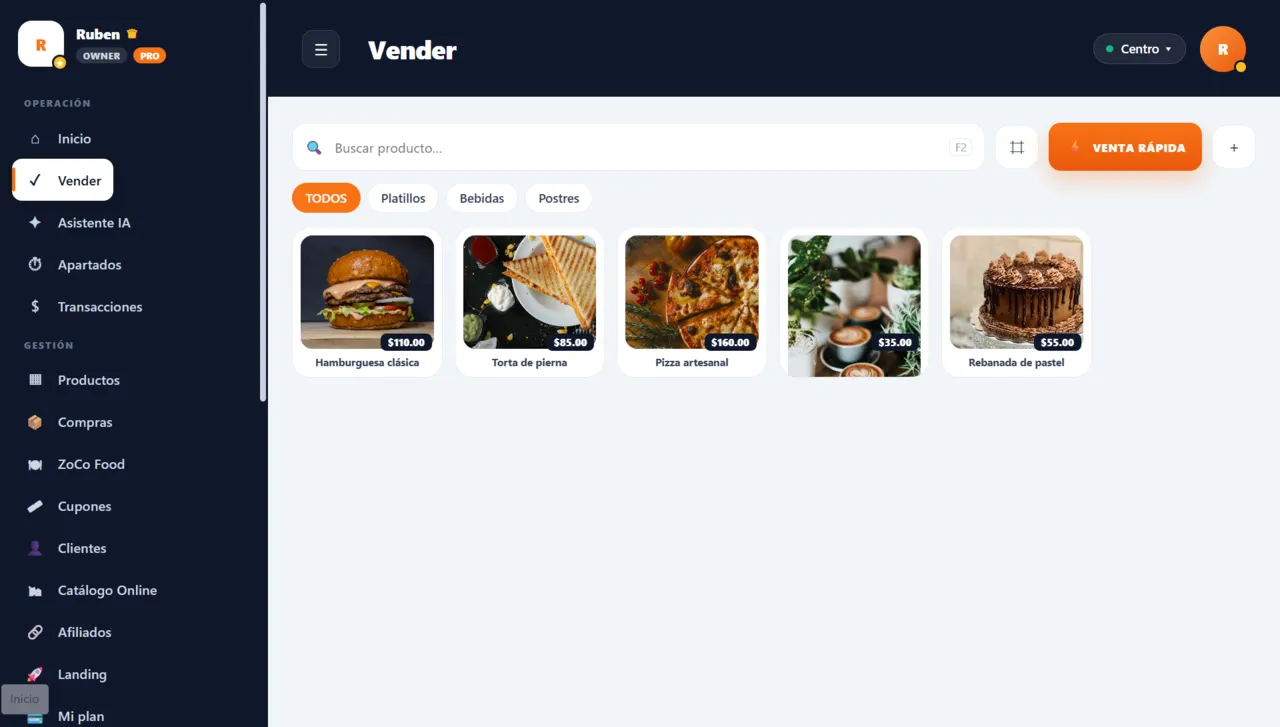 R
Ruben
OWNER PRO
OPERACIÓN
Inicio
Vender
Asistente IA
Apartados
$ Transacciones
GESTIÓN
Productos
Compras
ZoCo Food
Cupones
Clientes
Catálogo Online
Afiliados
Landing
Inicio
Mi plan
Vender
Centro
R
Buscar producto...
F2
VENTA RÁPIDA
+
TODOS Platillos Bebidas Postres
$110.00
Hamburguesa clásica
$85.00
Torta de pierna
$160.00
Pizza artesanal
$35.00
$55.00
Rebanada de pastel